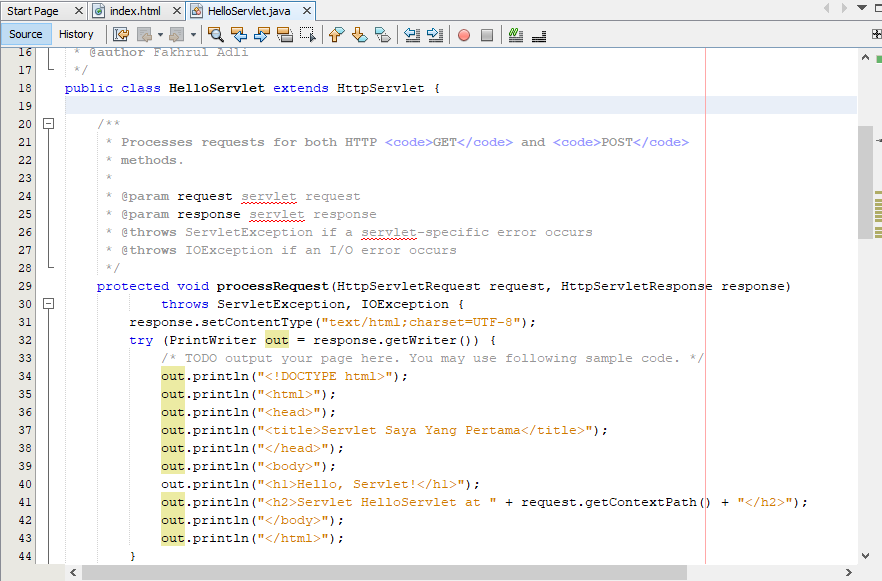 Start Page index.html HelloServlet.java
Source History
16 * @author Fakhrul Adli
17 */
18 public class HelloServlet extends HttpServlet {
19
20 /**
21 * Processes requests for both HTTP <code>GET</code> and <code>POST</code>
22 * methods.
23 *
24 * @param request servlet request
25 * @param response servlet response
26 * @throws ServletException if a servlet-specific error occurs
27 * @throws IOException if an I/O error occurs
28 */
29 protected void processRequest(HttpServletRequest request, HttpServletResponse response)
30 throws ServletException, IOException {
31 response.setContentType("text/html;charset=UTF-8");
32 try (PrintWriter out = response.getWriter()) {
33 /* TODO output your page here. You may use following sample code. */
34 out.println("<!DOCTYPE html>");
35 out.println("<html>");
36 out.println("<head>");
37 out.println("<title>Servlet Saya Yang Pertama</title>");
38 out.println("</head>");
39 out.println("<body>");
40 out.println("<h1>Hello, Servlet!</h1>");
41 out.println("<h2>Servlet HelloServlet at " + request.getContextPath() + "</h2>");
42 out.println("</body>");
43 out.println("</html>");
44 }